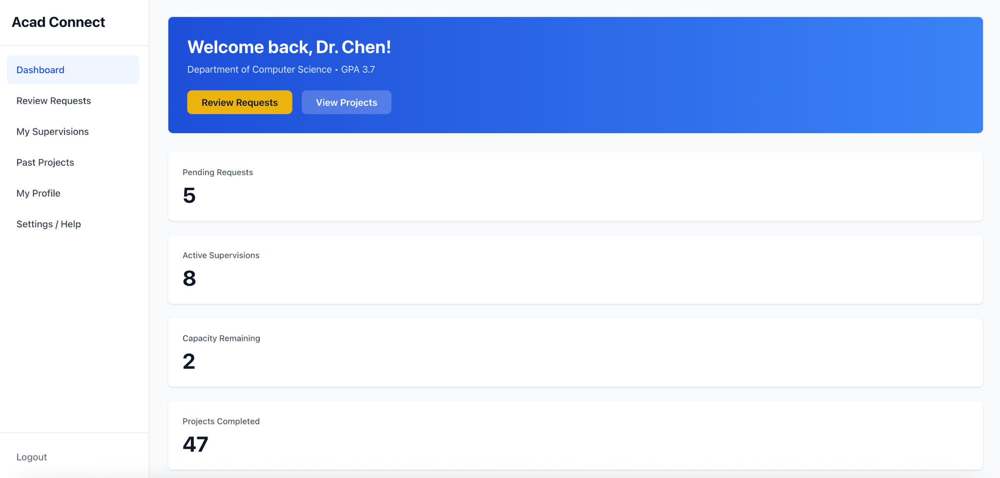 Acad Connect
Dashboard
Review Requests
My Supervisions
Past Projects
My Profile
Settings / Help
Logout
Welcome back, Dr. Chen!
Department of Computer Science • GPA 3.7
Review Requests
View Projects
Pending Requests
5
Active Supervisions
8
Capacity Remaining
2
Projects Completed
47